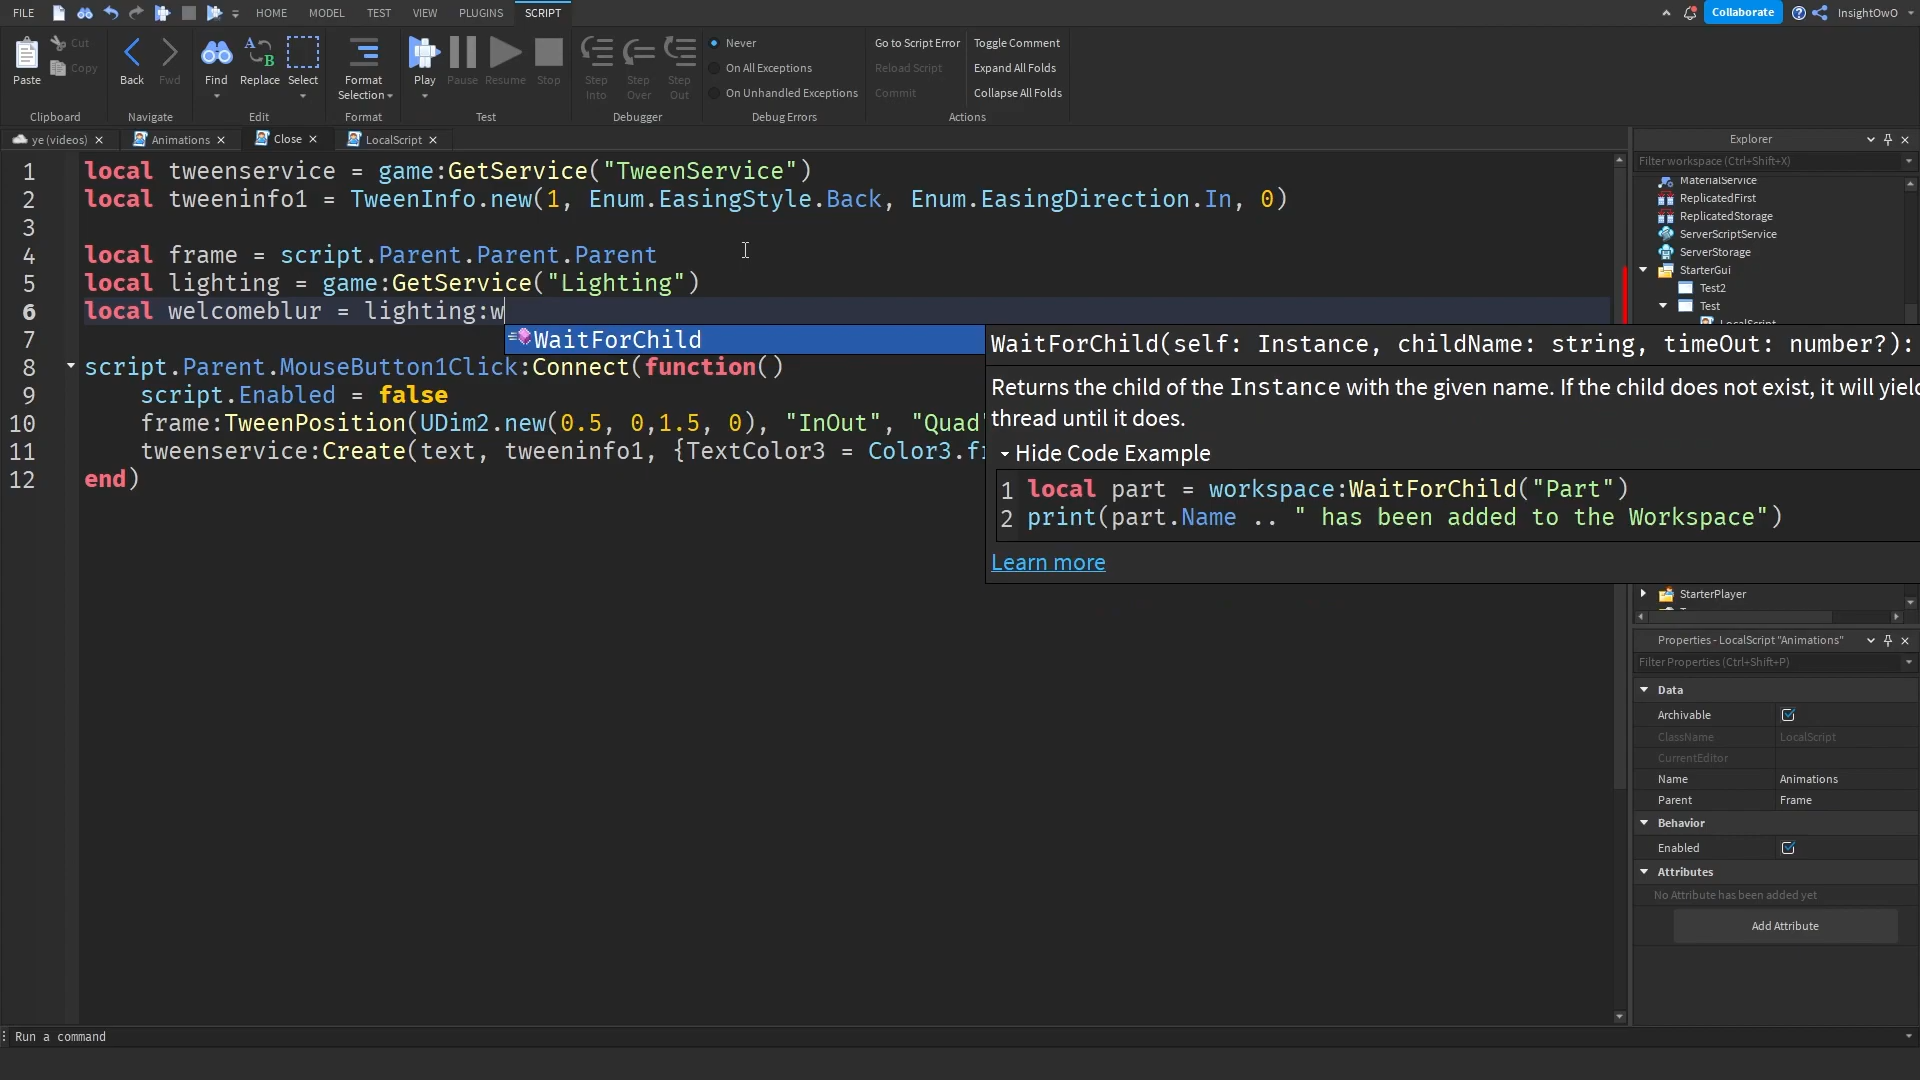 FILE HOME MODEL TEST VIEW PLUGINS SCRIPT Collaborate InsightOwO
Paste Cut Copy Back Fwd Find Replace Select Format Selection Play Pause Resume Stop Step Into Step Over Step Out
Never Go to Script Error Toggle Comment
On All Exceptions Reload Script Expand All Folds
On Unhandled Exceptions Commit Collapse All Folds
Clipboard Navigate Edit Format Test Debugger Debug Errors Actions
ye (videos) Animations Close LocalScript
1 local tweenservice = game:GetService("TweenService")
2 local tweeninfo1 = TweenInfo.new(1, Enum.EasingStyle.Back, Enum.EasingDirection.In, 0)
3
4 local frame = script.Parent.Parent.Parent
5 local lighting = game:GetService("Lighting")
6 local welcomeblur = lighting:w
7
8 script.Parent.MouseButton1Click:Connect(function()
9 script.Enabled = false
10 frame:TweenPosition(UDim2.new(0.5, 0,1.5, 0), "InOut", "Quad"
11 tweenservice:Create(text, tweeninfo1, {TextColor3 = Color3.fr
12 end)
WaitForChild
WaitForChild(self: Instance, childName: string, timeOut: number?):
Returns the child of the Instance with the given name. If the child does not exist, it will yield
thread until it does.
Hide Code Example
1 local part = workspace:WaitForChild("Part")
2 print(part.Name .. " has been added to the Workspace")
Learn more
Explorer
Filter workspace (Ctrl+Shift+X)
MaterialService
ReplicatedFirst
ReplicatedStorage
ServerScriptService
ServerStorage
StarterGui
Test2
Test
LocalScript
StarterPlayer
Properties - LocalScript "Animations"
Filter Properties (Ctrl+Shift+P)
Data
Archivable
ClassName LocalScript
CurrentEditor
Name Animations
Parent Frame
Behavior
Enabled
Attributes
No Attribute has been added yet
Add Attribute
Run a command